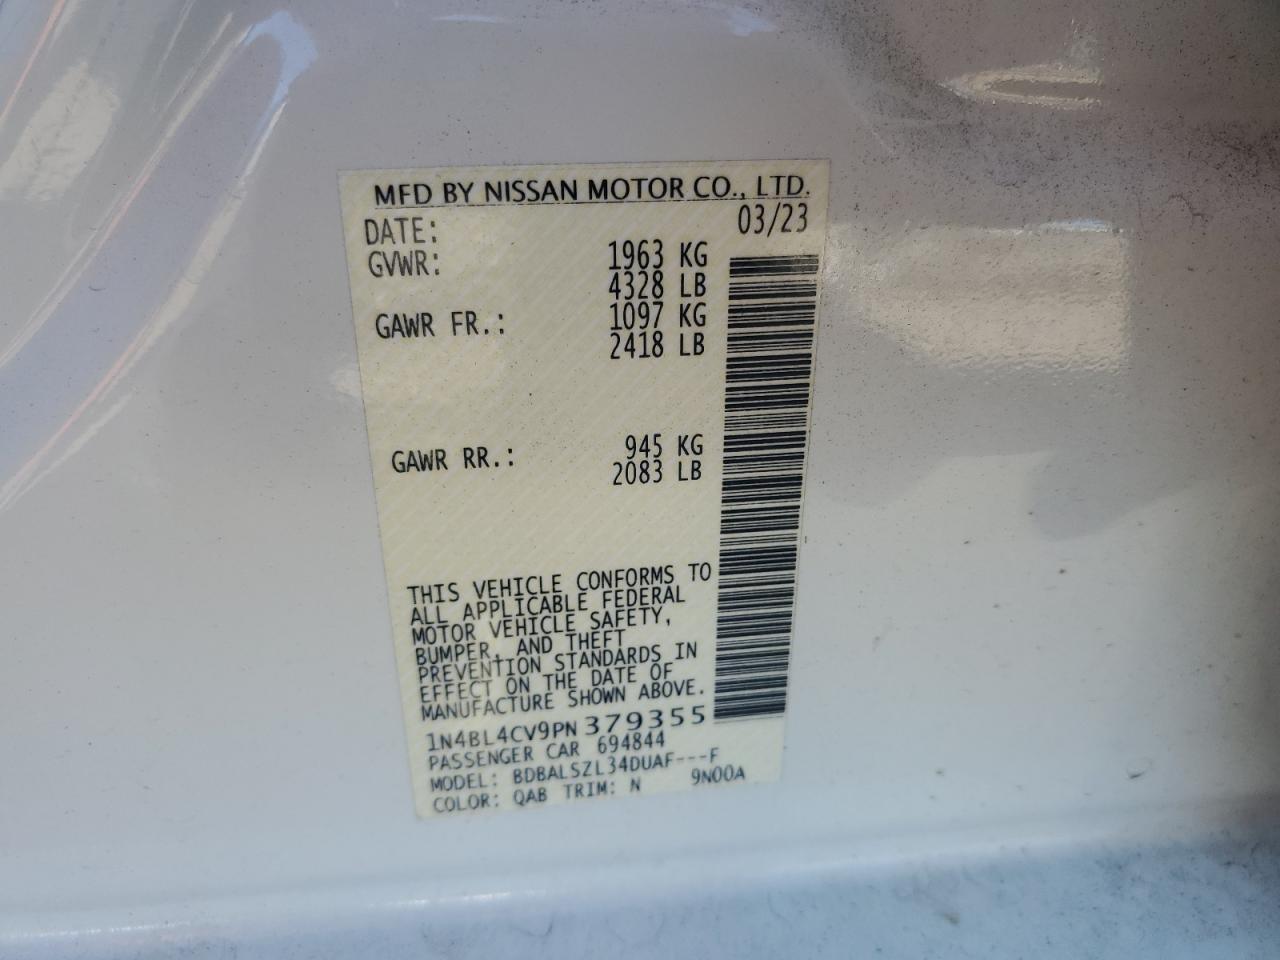 MFD BY NISSAN MOTOR CO., LTD.
DATE: 03/23
GVWR: 1963 KG
4328 LB
GAWR FR.: 1097 KG
2418 LB
GAWR RR.: 945 KG
2083 LB
THIS VEHICLE CONFORMS TO
ALL APPLICABLE FEDERAL
MOTOR VEHICLE SAFETY,
BUMPER, AND THEFT
PREVENTION STANDARDS IN
EFFECT ON THE DATE OF
MANUFACTURE SHOWN ABOVE.
1N4BL4CV9PN379355
PASSENGER CAR 694844
MODEL: BDBALSZL34DUAF---F
COLOR: QAB TRIM: N 9N00A